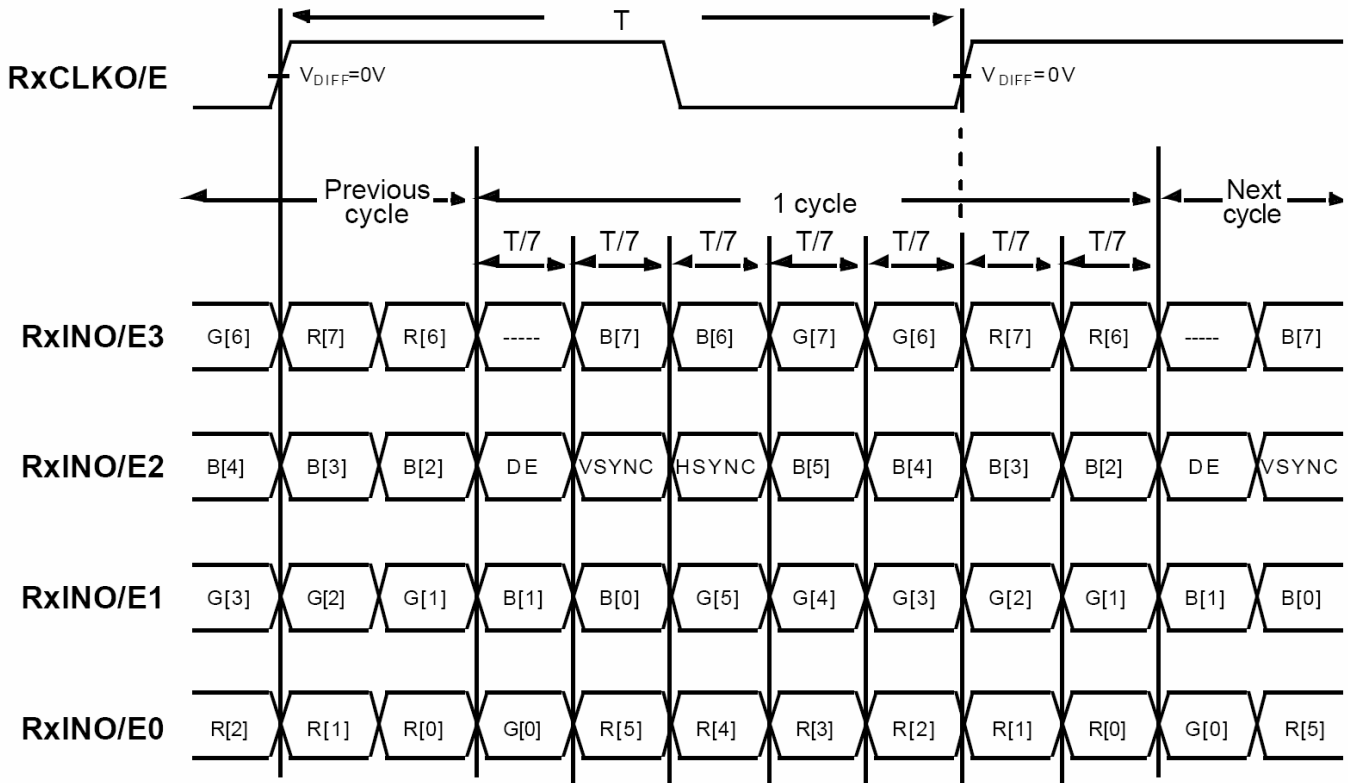 T
RxCLKO/E
VDIFF=0V VDIFF=0V
Previous cycle 1 cycle Next cycle
T/7 T/7 T/7 T/7 T/7 T/7 T/7
RxINO/E3 G[6] R[7] R[6] ----- B[7] B[6] G[7] G[6] R[7] R[6] ----- B[7]
RxINO/E2 B[4] B[3] B[2] DE VSYNC HSYNC B[5] B[4] B[3] B[2] DE VSYNC
RxINO/E1 G[3] G[2] G[1] B[1] B[0] G[5] G[4] G[3] G[2] G[1] B[1] B[0]
RxINO/E0 R[2] R[1] R[0] G[0] R[5] R[4] R[3] R[2] R[1] R[0] G[0] R[5]